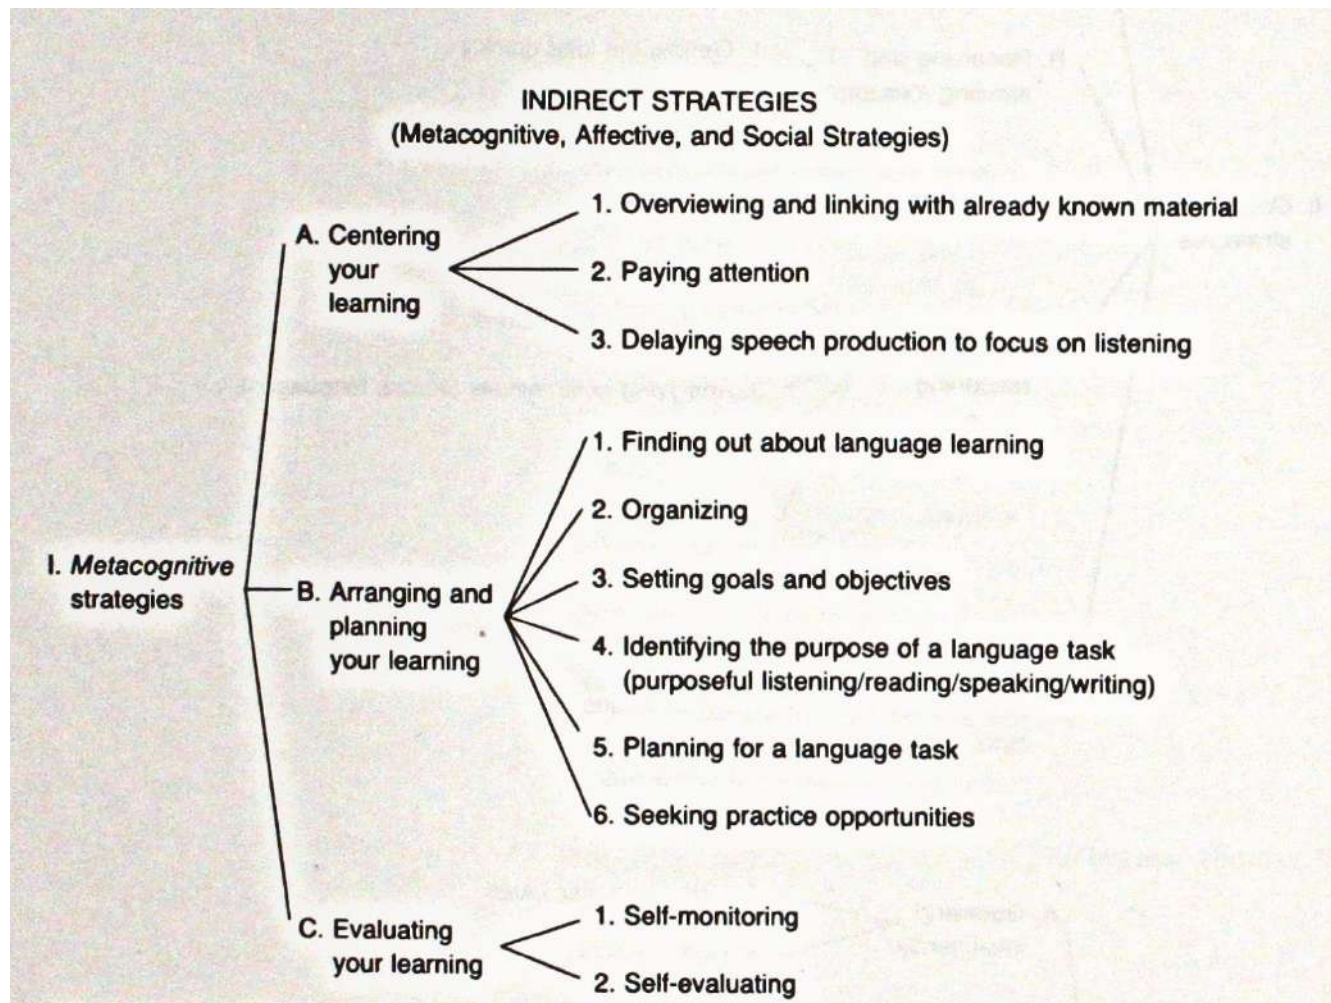 INDIRECT STRATEGIES
(Metacognitive, Affective, and Social Strategies)
I. Metacognitive
strategies
A. Centering
your
learning
1. Overviewing and linking with already known material
2. Paying attention
3. Delaying speech production to focus on listening
B. Arranging and
planning
your learning
1. Finding out about language learning
2. Organizing
3. Setting goals and objectives
4. Identifying the purpose of a language task
(purposeful listening/reading/speaking/writing)
5. Planning for a language task
6. Seeking practice opportunities
C. Evaluating
your learning
1. Self-monitoring
2. Self-evaluating